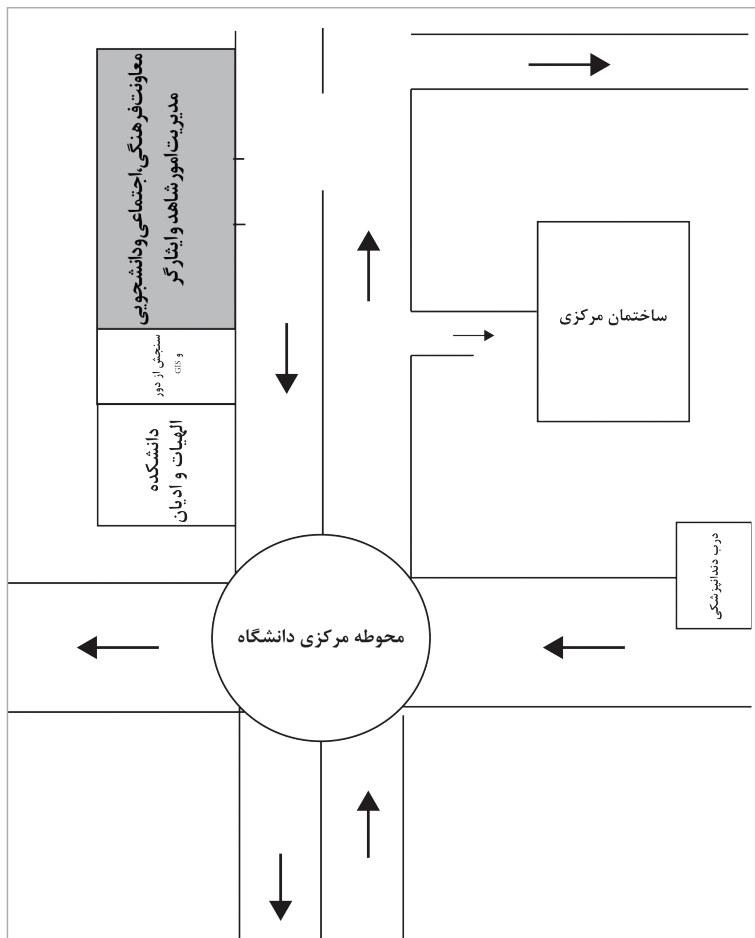 معاونت فرهنگی، اجتماعی و دانشجویی
مدیریت امور شاهد و ایثارگر
سنجش از دور
و GIS
دانشکده
الهیات و ادیان
ساختمان مرکزی
درب دندانپزشکی
محوطه مرکزی دانشگاه